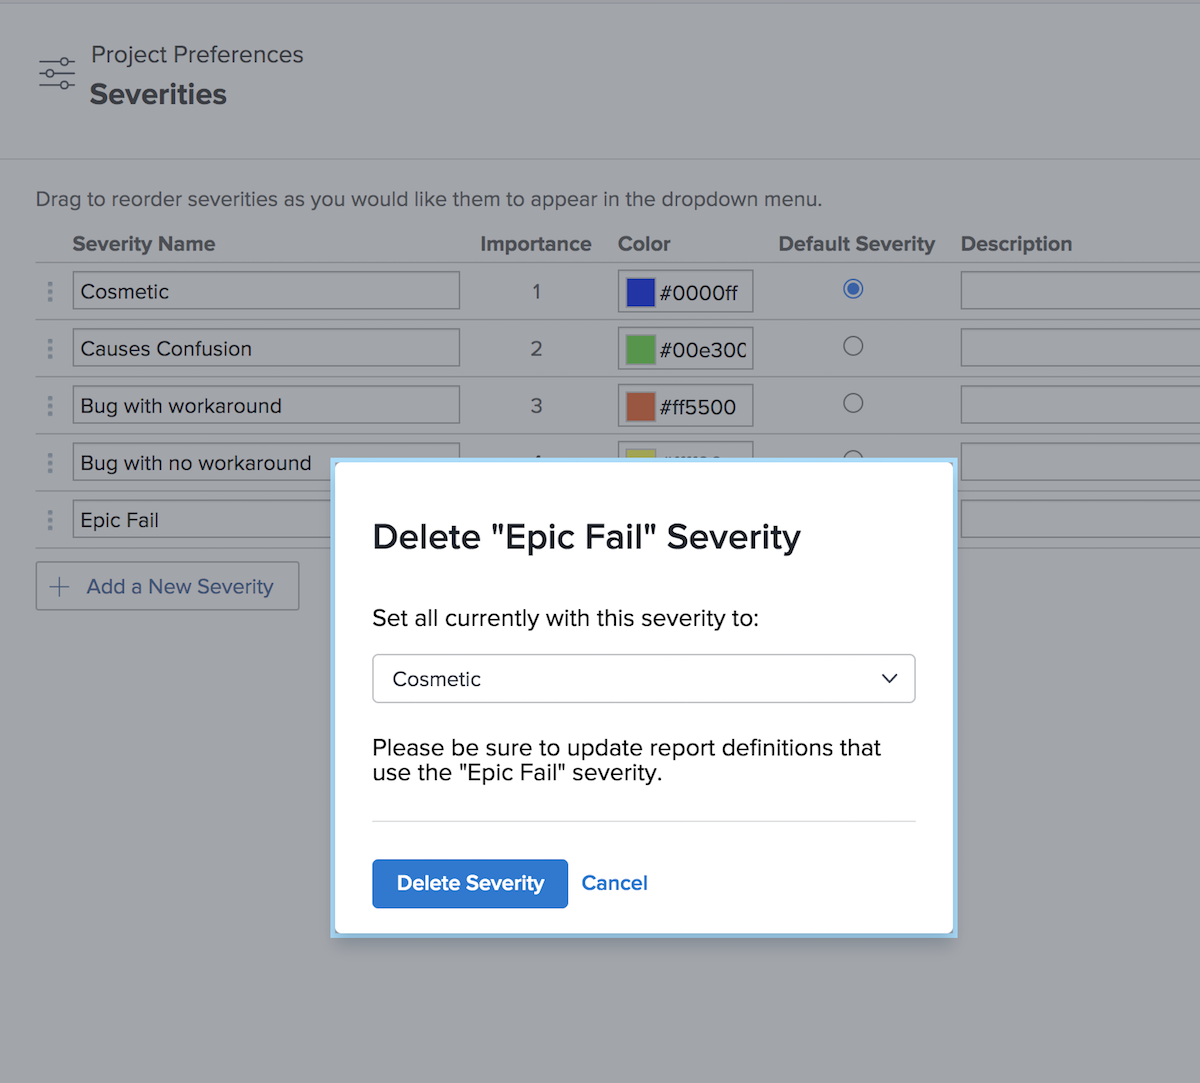 Project Preferences
Severities
Drag to reorder severities as you would like them to appear in the dropdown menu.
Severity Name Importance Color Default Severity Description
Cosmetic 1 #0000ff
Causes Confusion 2 #00e300
Bug with workaround 3 #ff5500
Bug with no workaround
Epic Fail
Add a New Severity
Delete "Epic Fail" Severity
Set all currently with this severity to:
Cosmetic
Please be sure to update report definitions that
use the "Epic Fail" severity.
Delete Severity Cancel